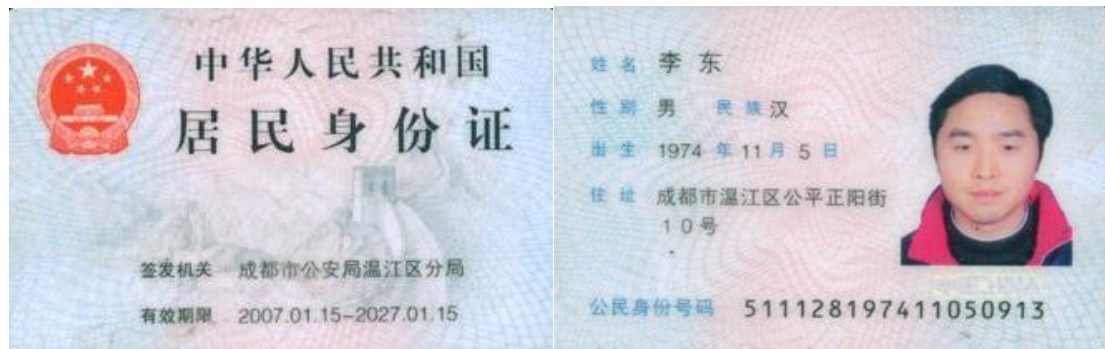 中华人民共和国
居民身份证
签发机关 成都市公安局温江区分局
有效期限 2007.01.15-2027.01.15
姓名 李东
性别 男 民族 汉
出生 1974 年 11 月 5 日
住址 成都市温江区公平正阳街
10号
公民身份号码 511128197411050913